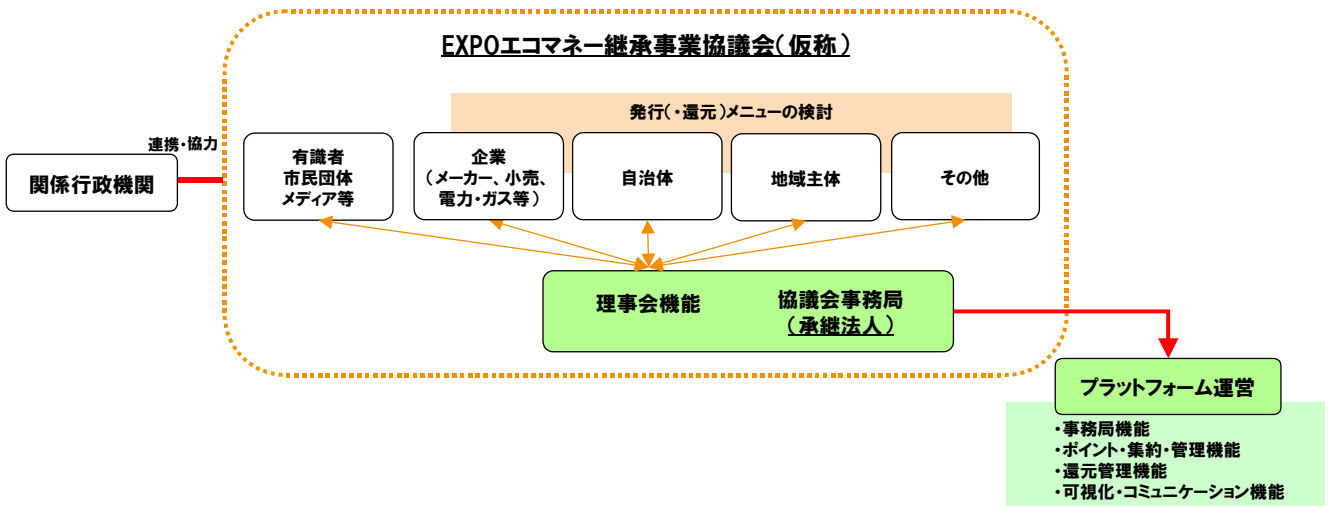 EXPOエコマネー継承事業協議会(仮称)
発行(・還元)メニューの検討
連携・協力
関係行政機関
有識者
市民団体
メディア等
企業
(メーカー、小売、
電力・ガス等)
自治体
地域主体
その他
理事会機能
協議会事務局
(承継法人)
プラットフォーム運営
・事務局機能
・ポイント・集約・管理機能
・還元管理機能
・可視化・コミュニケーション機能